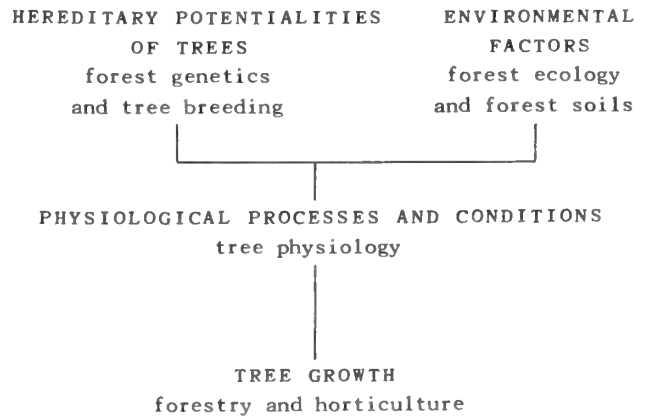 HEREDITARY POTENTIALITIES
OF TREES
forest genetics
and tree breeding
ENVIRONMENTAL
FACTORS
forest ecology
and forest soils
PHYSIOLOGICAL PROCESSES AND CONDITIONS
tree physiology
TREE GROWTH
forestry and horticulture